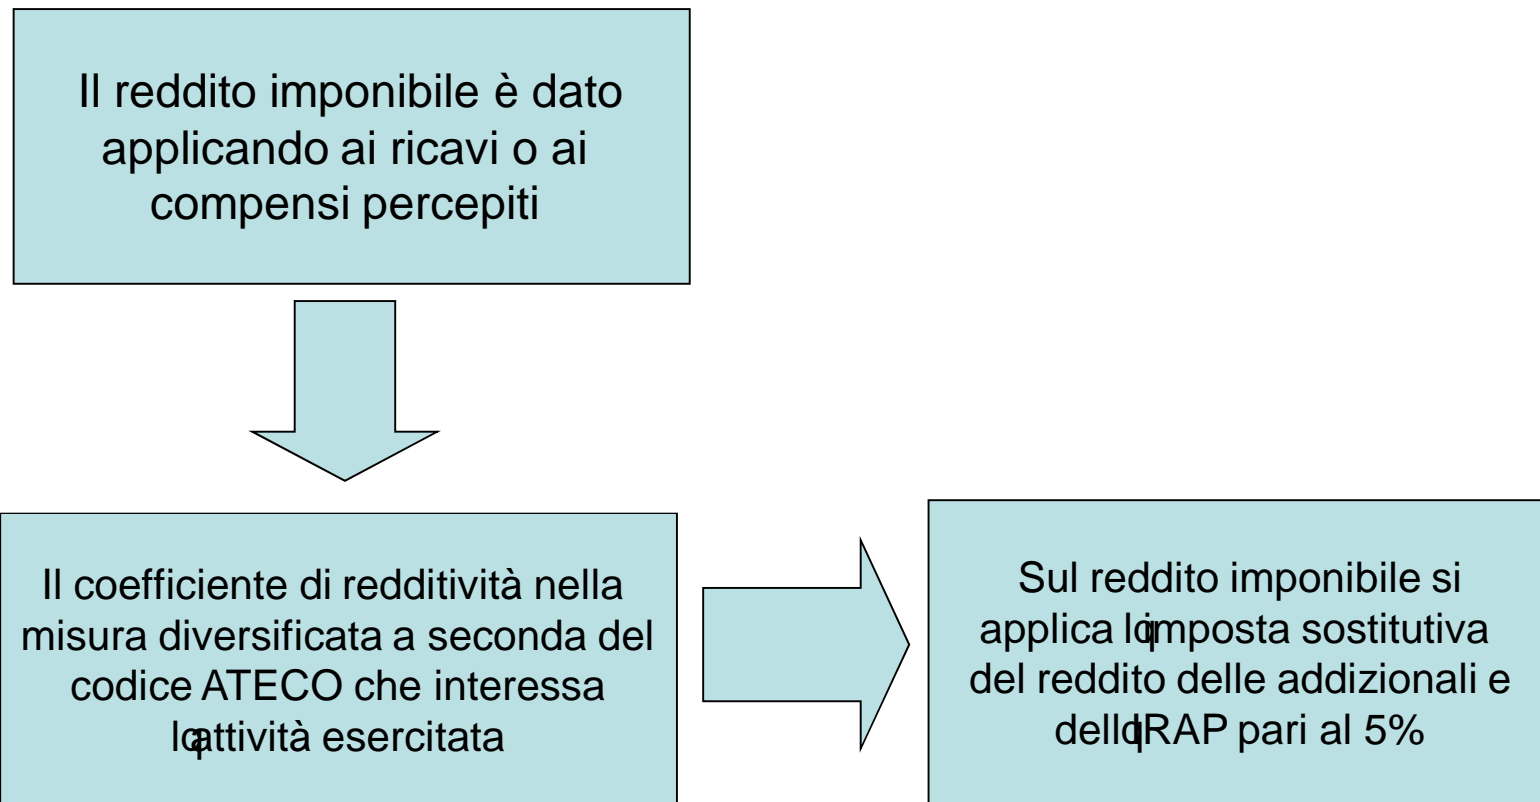 Il reddito imponibile è dato
applicando ai ricavi o ai
compensi percepiti
Il coefficiente di redditività nella
misura diversificata a seconda del
codice ATECO che interessa
lqattività esercitata
Sul reddito imponibile si
applica lqimposta sostitutiva
del reddito delle addizionali e
dellqIRAP pari al 5%